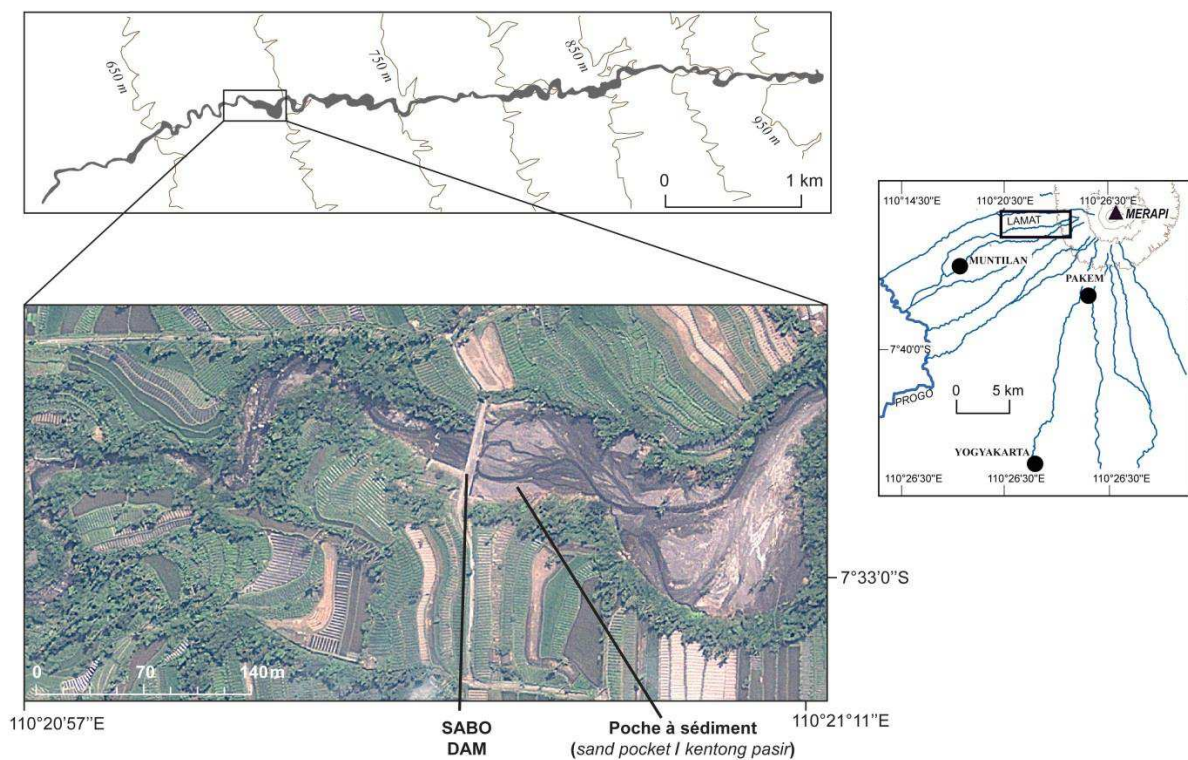 650 m
750 m
850 m
950 m
0 1 km
110°14'30"E 110°20'30"E 110°26'30"E
LAMAT
MERAPI
MUNTILAN
PAKEM
7°40'0"S
0 5 km
PROGO
YOGYAKARTA
110°26'30"E 110°26'30"E 110°26'30"E
7°33'0''S
0 70 140m
110°20'57''E
110°21'11''E
SABO
DAM
Poche à sédiment
(sand pocket / kentong pasir)